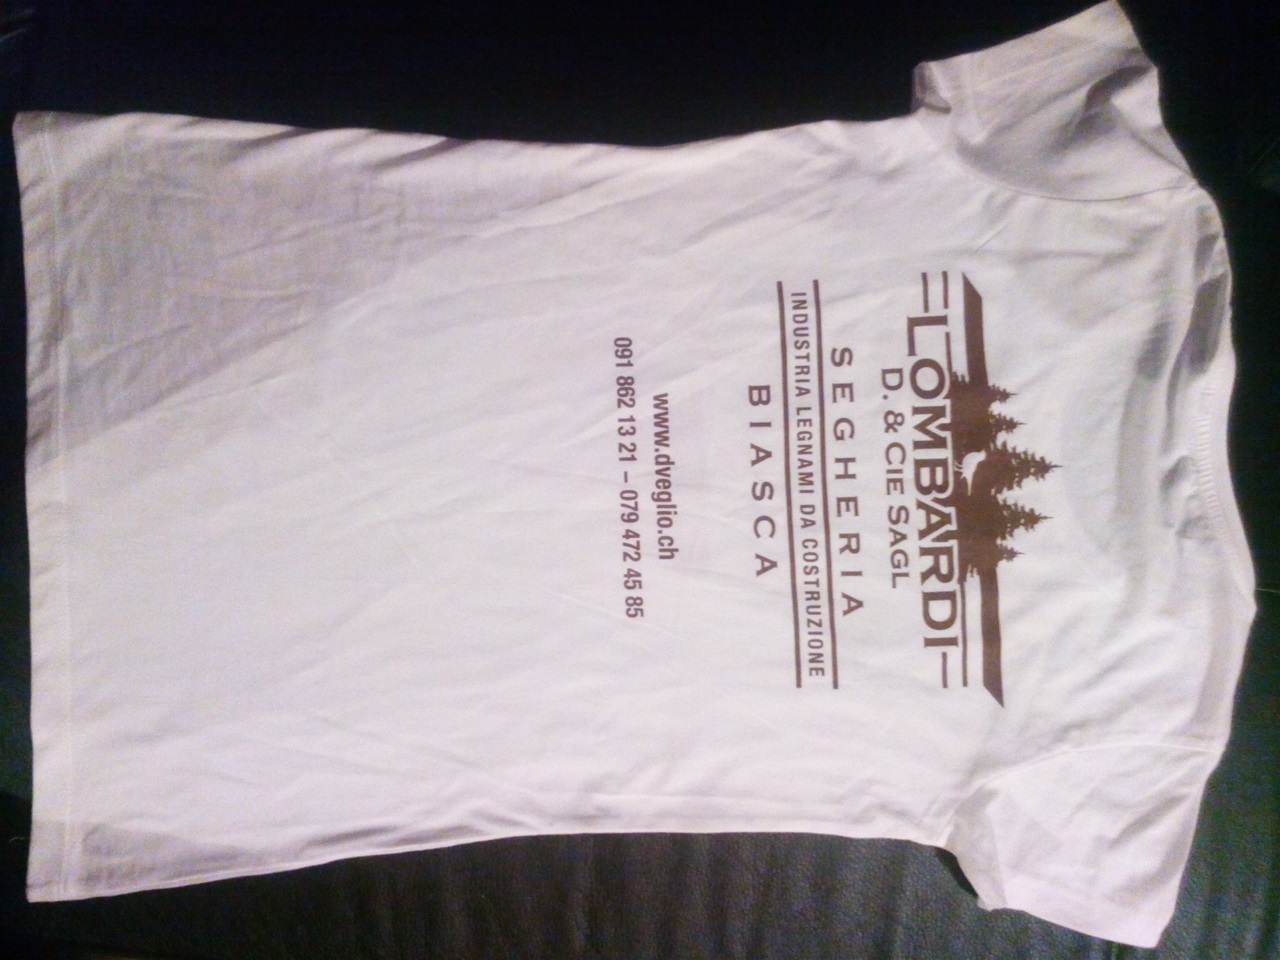 LOMBARDI
D. & CIE SAGL
SEGHERIA
INDUSTRIA LEGNAMI DA COSTRUZIONE
BIASCA
www.dveglio.ch
091 862 13 21 – 079 472 45 85